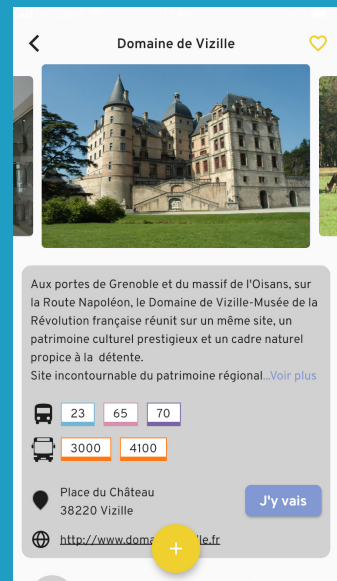 Domaine de Vizille
Aux portes de Grenoble et du massif de l'Oisans, sur
la Route Napoléon, le Domaine de Vizille-Musée de la
Révolution française réunit sur un même site, un
patrimoine culturel prestigieux et un cadre naturel
propice à la détente.
Site incontournable du patrimoine régional...Voir plus
23 65 70
3000 4100
Place du Château
38220 Vizille
J'y vais